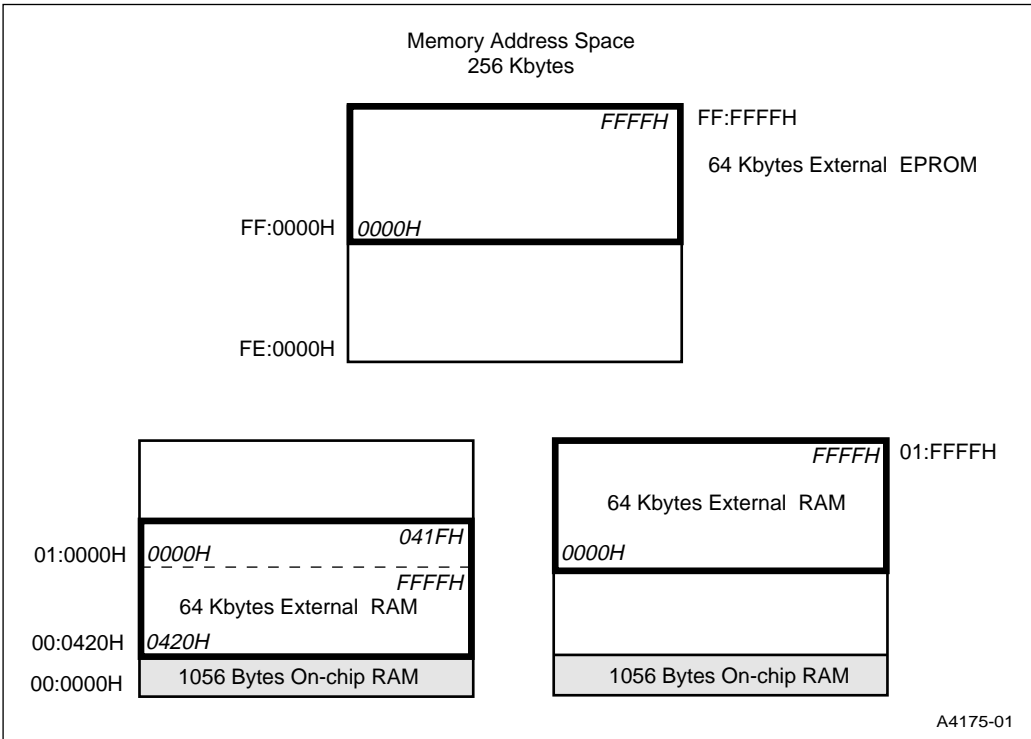 Memory Address Space
256 Kbytes
FFFFH
FF:FFFFH
64 Kbytes External EPROM
FF:0000H
0000H
FE:0000H
041FH
01:0000H
0000H
FFFFH
64 Kbytes External RAM
00:0420H
0420H
00:0000H
1056 Bytes On-chip RAM
FFFFH
01:FFFFH
64 Kbytes External RAM
0000H
1056 Bytes On-chip RAM
A4175-01